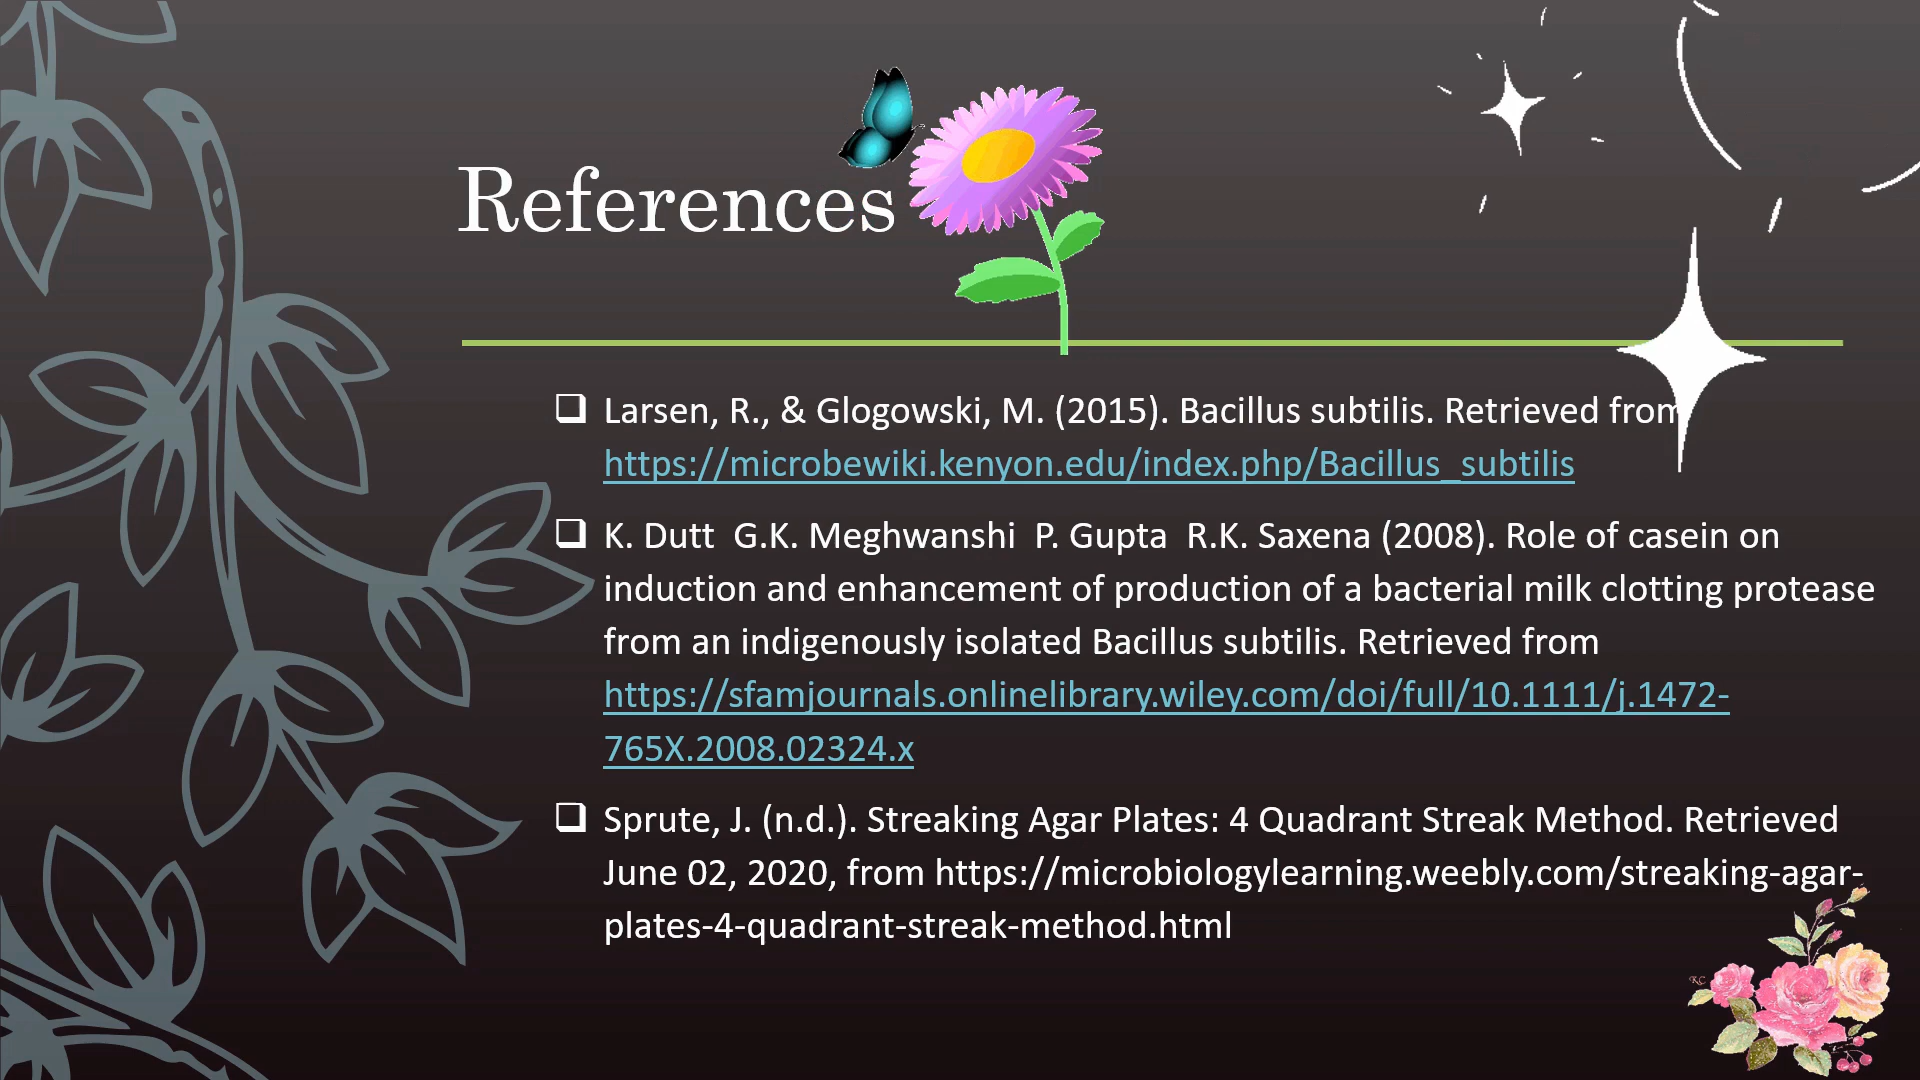 References
Larsen, R., & Glogowski, M. (2015). Bacillus subtilis. Retrieved from
https://microbewiki.kenyon.edu/index.php/Bacillus_subtilis
K. Dutt  G.K. Meghwanshi  P. Gupta  R.K. Saxena (2008). Role of casein on
induction and enhancement of production of a bacterial milk clotting protease
from an indigenously isolated Bacillus subtilis. Retrieved from
https://sfamjournals.onlinelibrary.wiley.com/doi/full/10.1111/j.1472-
765X.2008.02324.x
Sprute, J. (n.d.). Streaking Agar Plates: 4 Quadrant Streak Method. Retrieved
June 02, 2020, from https://microbiologylearning.weebly.com/streaking-agar-
plates-4-quadrant-streak-method.html
KC